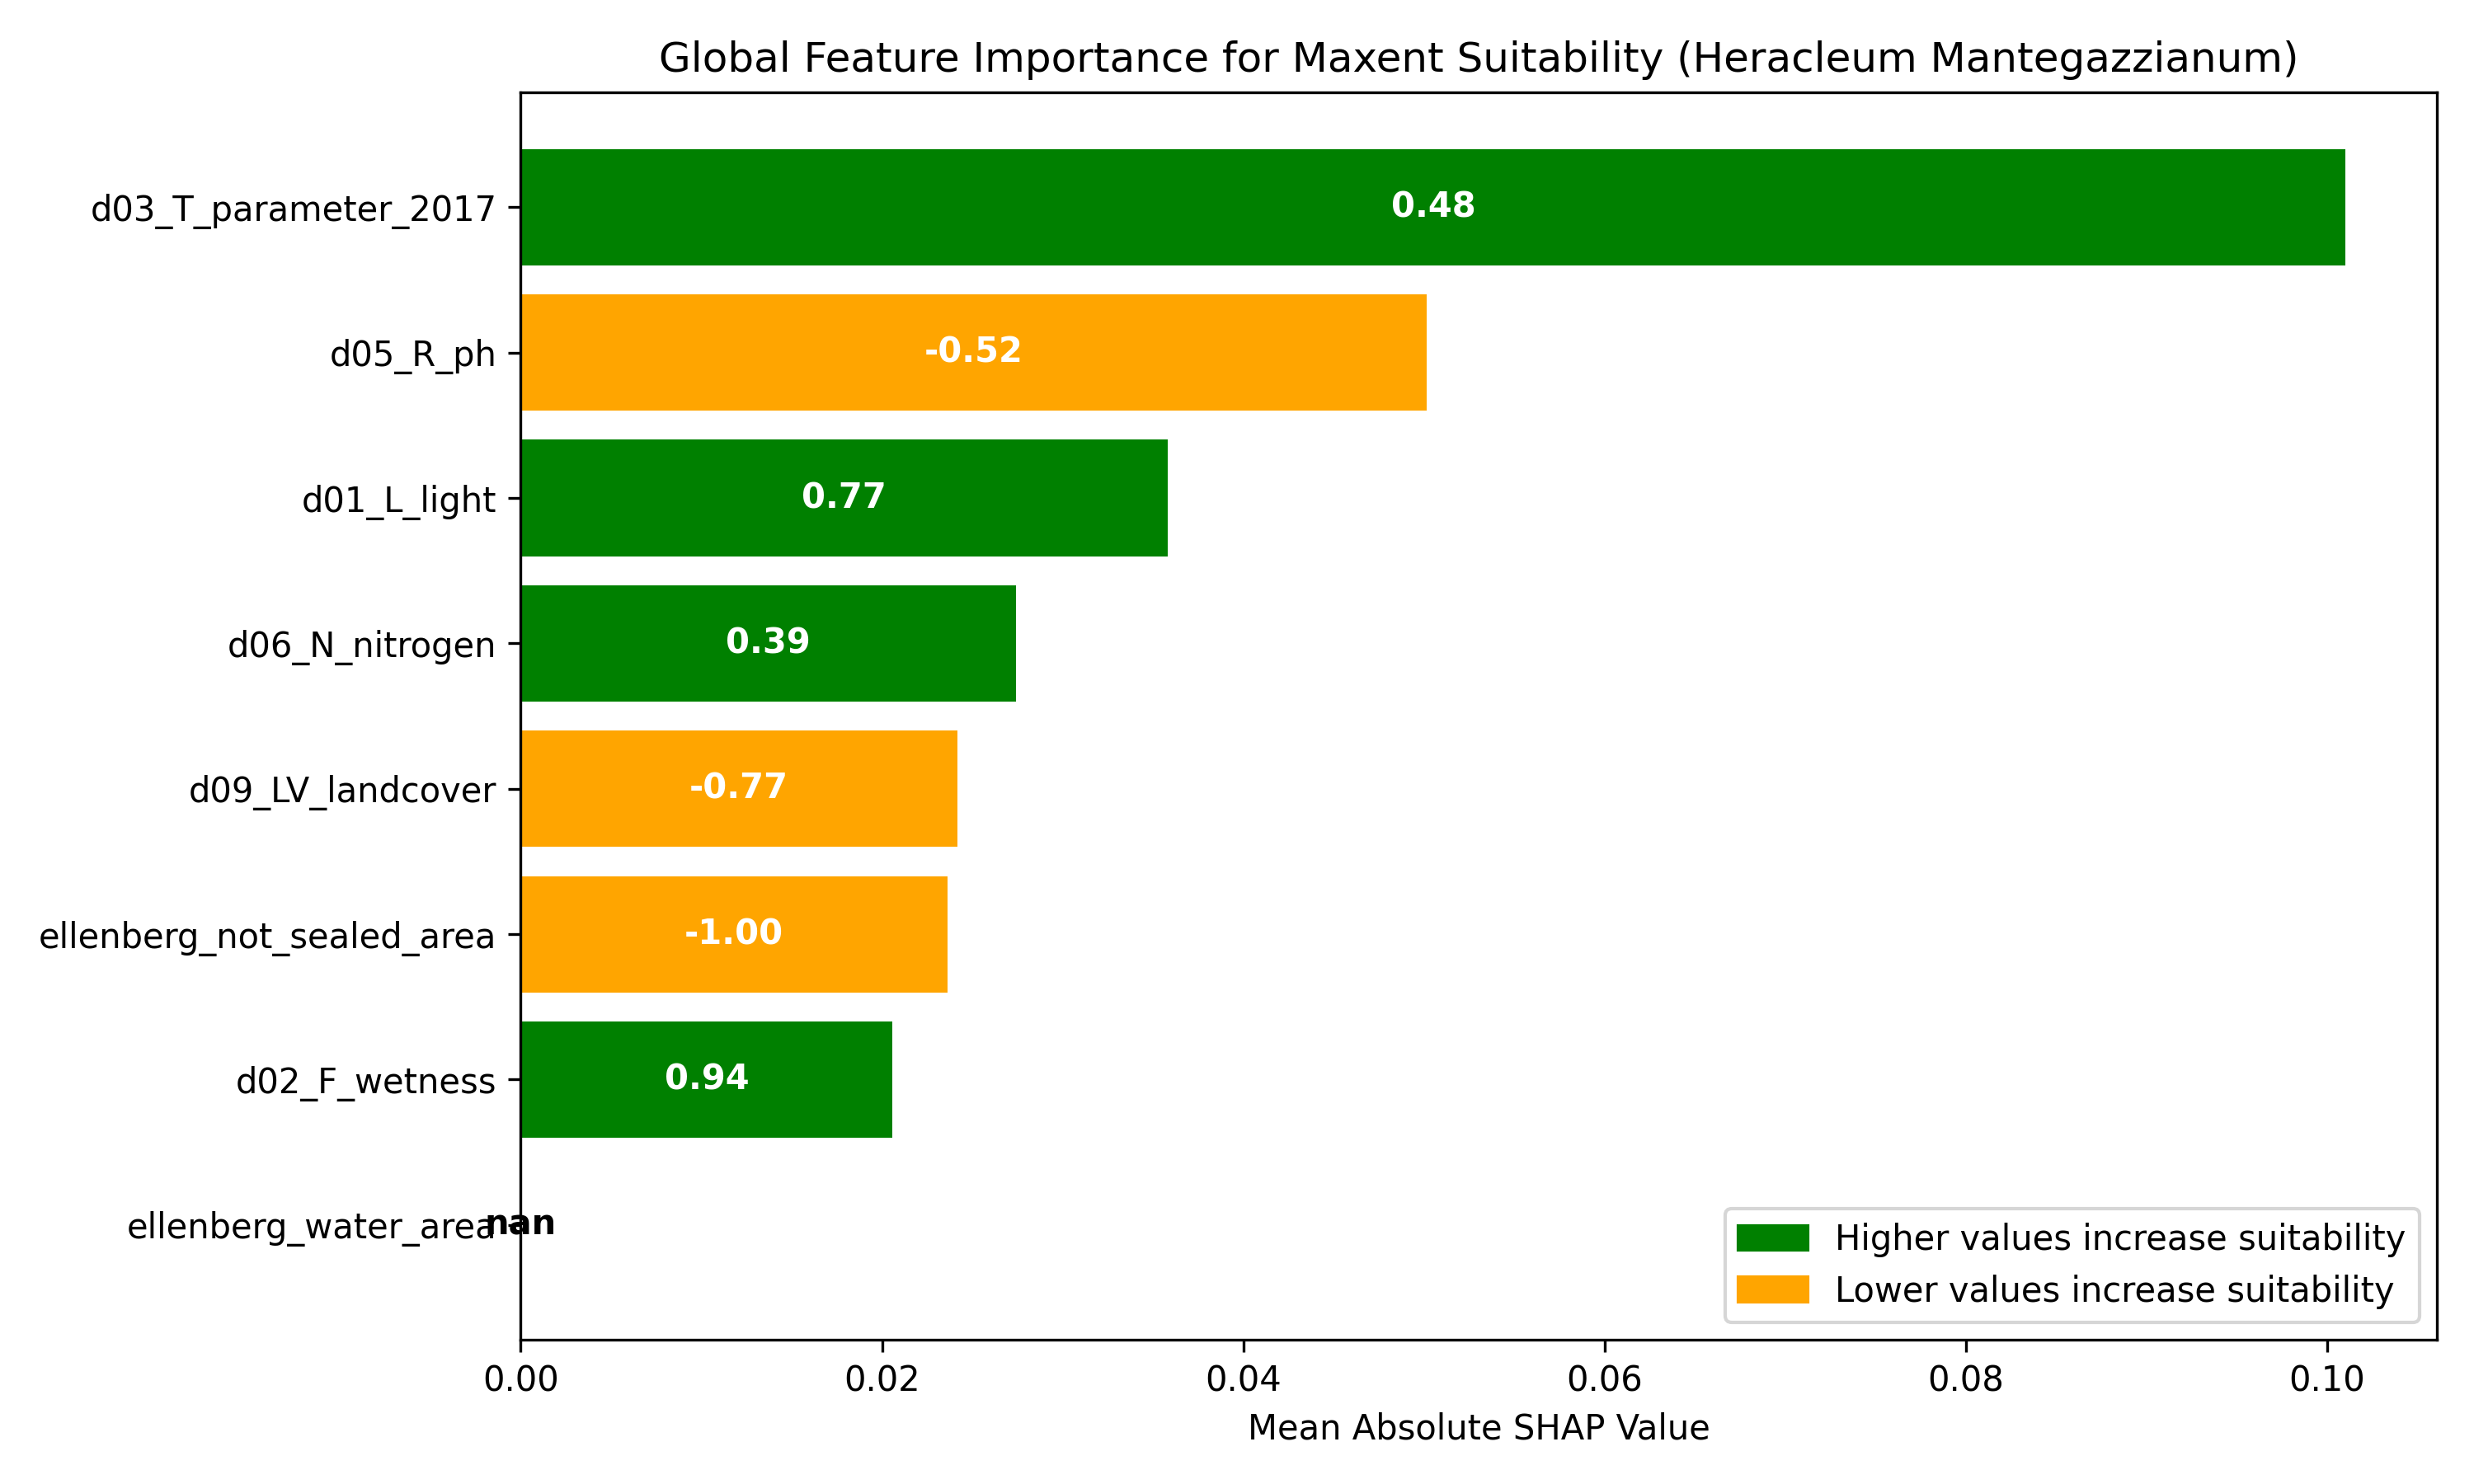 Global Feature Importance for Maxent Suitability (Heracleum Mantegazzianum)
d03_T_parameter_2017
0.48
d05_R_ph
-0.52
d01_L_light
0.77
d06_N_nitrogen
0.39
d09_LV_landcover
-0.77
ellenberg_not_sealed_area
-1.00
d02_F_wetness
0.94
ellenberg_water_area
nan
Higher values increase suitability
Lower values increase suitability
0.00 0.02 0.04 0.06 0.08 0.10
Mean Absolute SHAP Value